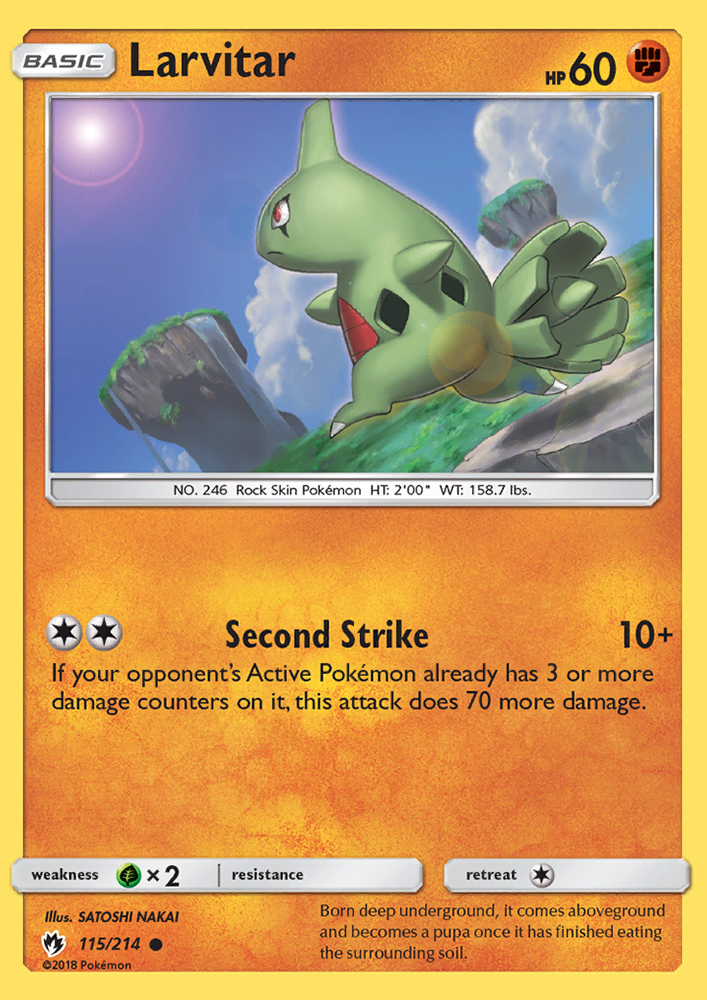 BASIC Larvitar HP 60
NO. 246 Rock Skin Pokémon HT: 2'00" WT: 158.7 lbs.
Second Strike 10+
If your opponent's Active Pokémon already has 3 or more
damage counters on it, this attack does 70 more damage.
weakness ×2 resistance retreat
Illus. SATOSHI NAKAI
115/214
©2018 Pokémon
Born deep underground, it comes aboveground
and becomes a pupa once it has finished eating
the surrounding soil.